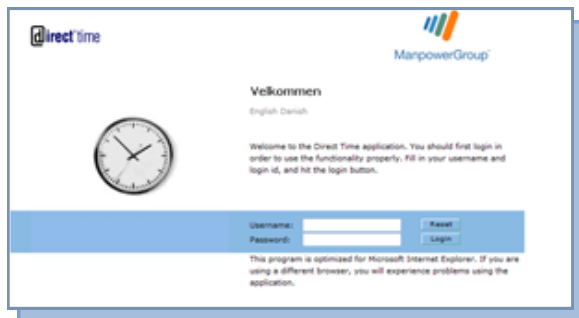 direct time
ManpowerGroup
Velkommen
English Danish
Welcome to the Direct Time application. You should first login in
order to use the functionality properly. Fill in your username and
login id, and hit the login button.
Username:
Reset
Password:
Login
This program is optimized for Microsoft Internet Explorer. If you are
using a different browser, you will experience problems using the
application.